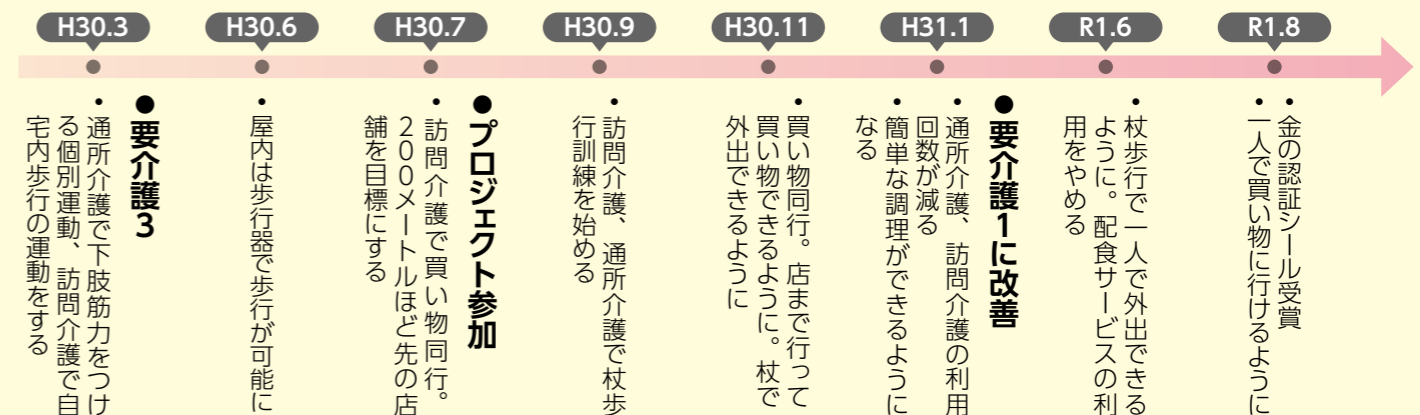 H30.3
●要介護3
・通所介護で下肢筋力をつけ
る個別運動、訪問介護で自
宅内歩行の運動をする
H30.6
・屋内は歩行器で歩行が可能に
H30.7
●プロジェクト参加
・訪問介護で買い物同行。
200メートルほど先の店
舗を目標にする
H30.9
・訪問介護、通所介護で杖歩
行訓練を始める
H30.11
・買い物同行。店まで行って
買い物できるように。杖で
外出できるように
H31.1
●要介護1に改善
・通所介護、訪問介護の利用
回数が減る
・簡単な調理ができるように
なる
R1.6
・杖歩行で一人で外出できる
ように。配食サービスの利
用をやめる
R1.8
・金の認証シール受賞
・一人で買い物に行けるように